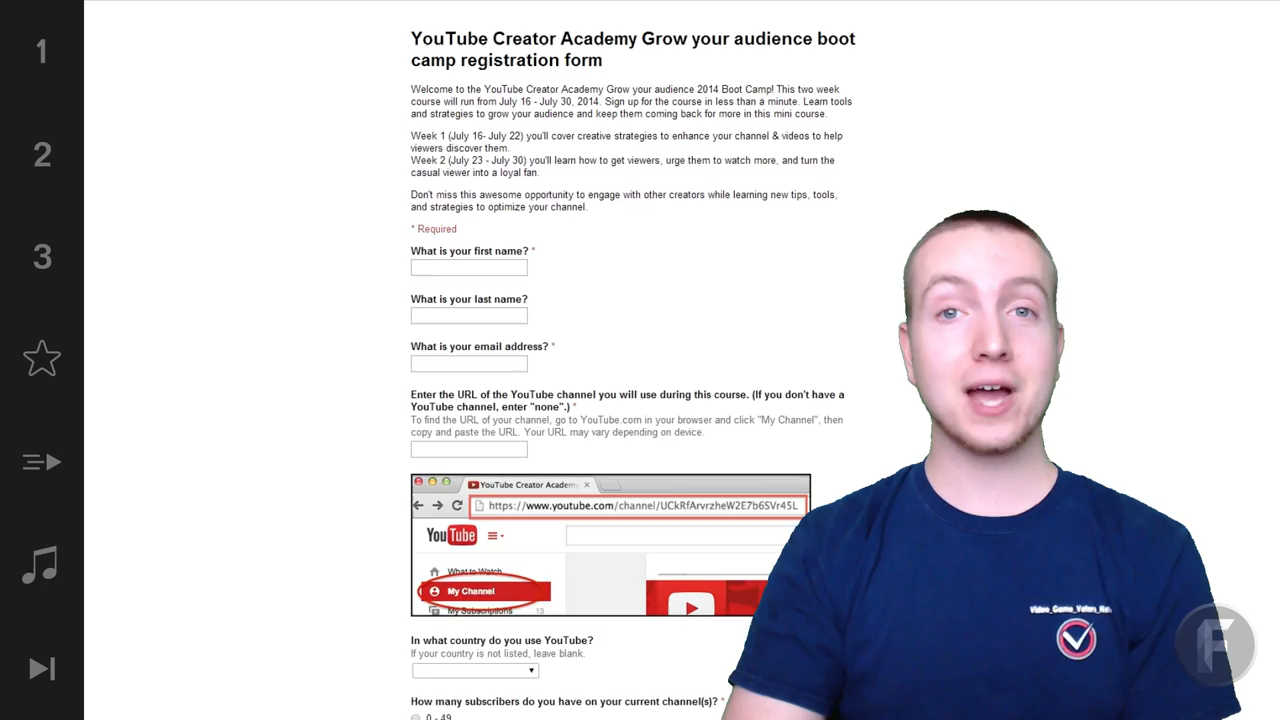 1
2
3
YouTube Creator Academy Grow your audience boot
camp registration form
Welcome to the YouTube Creator Academy Grow your audience 2014 Boot Camp! This two week
course will run from July 16 - July 30, 2014. Sign up for the course in less than a minute. Learn tools
and strategies to grow your audience and keep them coming back for more in this mini course.
Week 1 (July 16- July 22) you'll cover creative strategies to enhance your channel & videos to help
viewers discover them.
Week 2 (July 23 - July 30) you'll learn how to get viewers, urge them to watch more, and turn the
casual viewer into a loyal fan.
Don't miss this awesome opportunity to engage with other creators while learning new tips, tools,
and strategies to optimize your channel.
* Required
What is your first name? *
What is your last name?
What is your email address? *
Enter the URL of the YouTube channel you will use during this course. (If you don't have a
YouTube channel, enter "none".) *
To find the URL of your channel, go to YouTube.com in your browser and click "My Channel", then
copy and paste the URL. Your URL may vary depending on device.
YouTube Creator Academy
https://www.youtube.com/channel/UCkRfArvrzheW2E7b6SVr45L
YouTube
What to Watch
My Channel
My Subscriptions 13
In what country do you use YouTube?
If your country is not listed, leave blank.
How many subscribers do you have on your current channel(s)? *
0 - 49
F